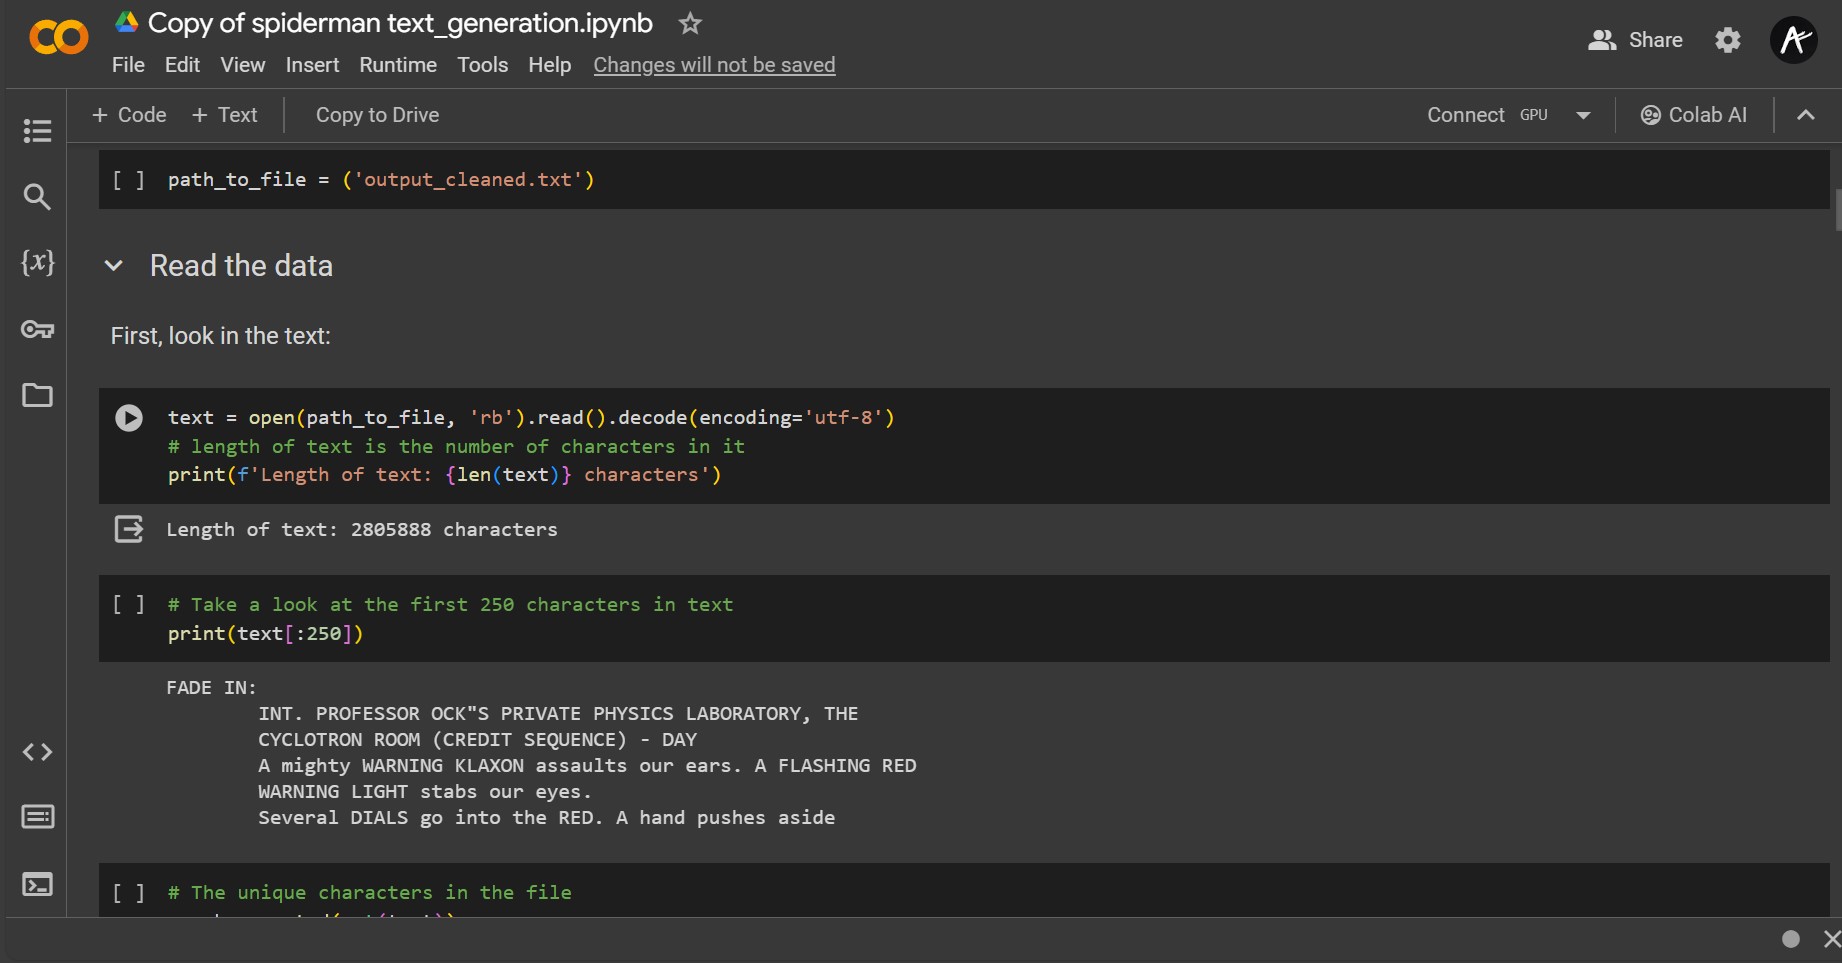 Copy of spiderman text_generation.ipynb
File Edit View Insert Runtime Tools Help Changes will not be saved
Share
+ Code + Text Copy to Drive
Connect GPU Colab AI
{x}
[ ] path_to_file = ('output_cleaned.txt')
Read the data
First, look in the text:
text = open(path_to_file, 'rb').read().decode(encoding='utf-8')
# length of text is the number of characters in it
print(f'Length of text: {len(text)} characters')
Length of text: 2805888 characters
[ ] # Take a look at the first 250 characters in text
print(text[:250])
FADE IN:
INT. PROFESSOR OCK"S PRIVATE PHYSICS LABORATORY, THE
CYCLOTRON ROOM (CREDIT SEQUENCE) - DAY
A mighty WARNING KLAXON assaults our ears. A FLASHING RED
WARNING LIGHT stabs our eyes.
Several DIALS go into the RED. A hand pushes aside
[ ] # The unique characters in the file